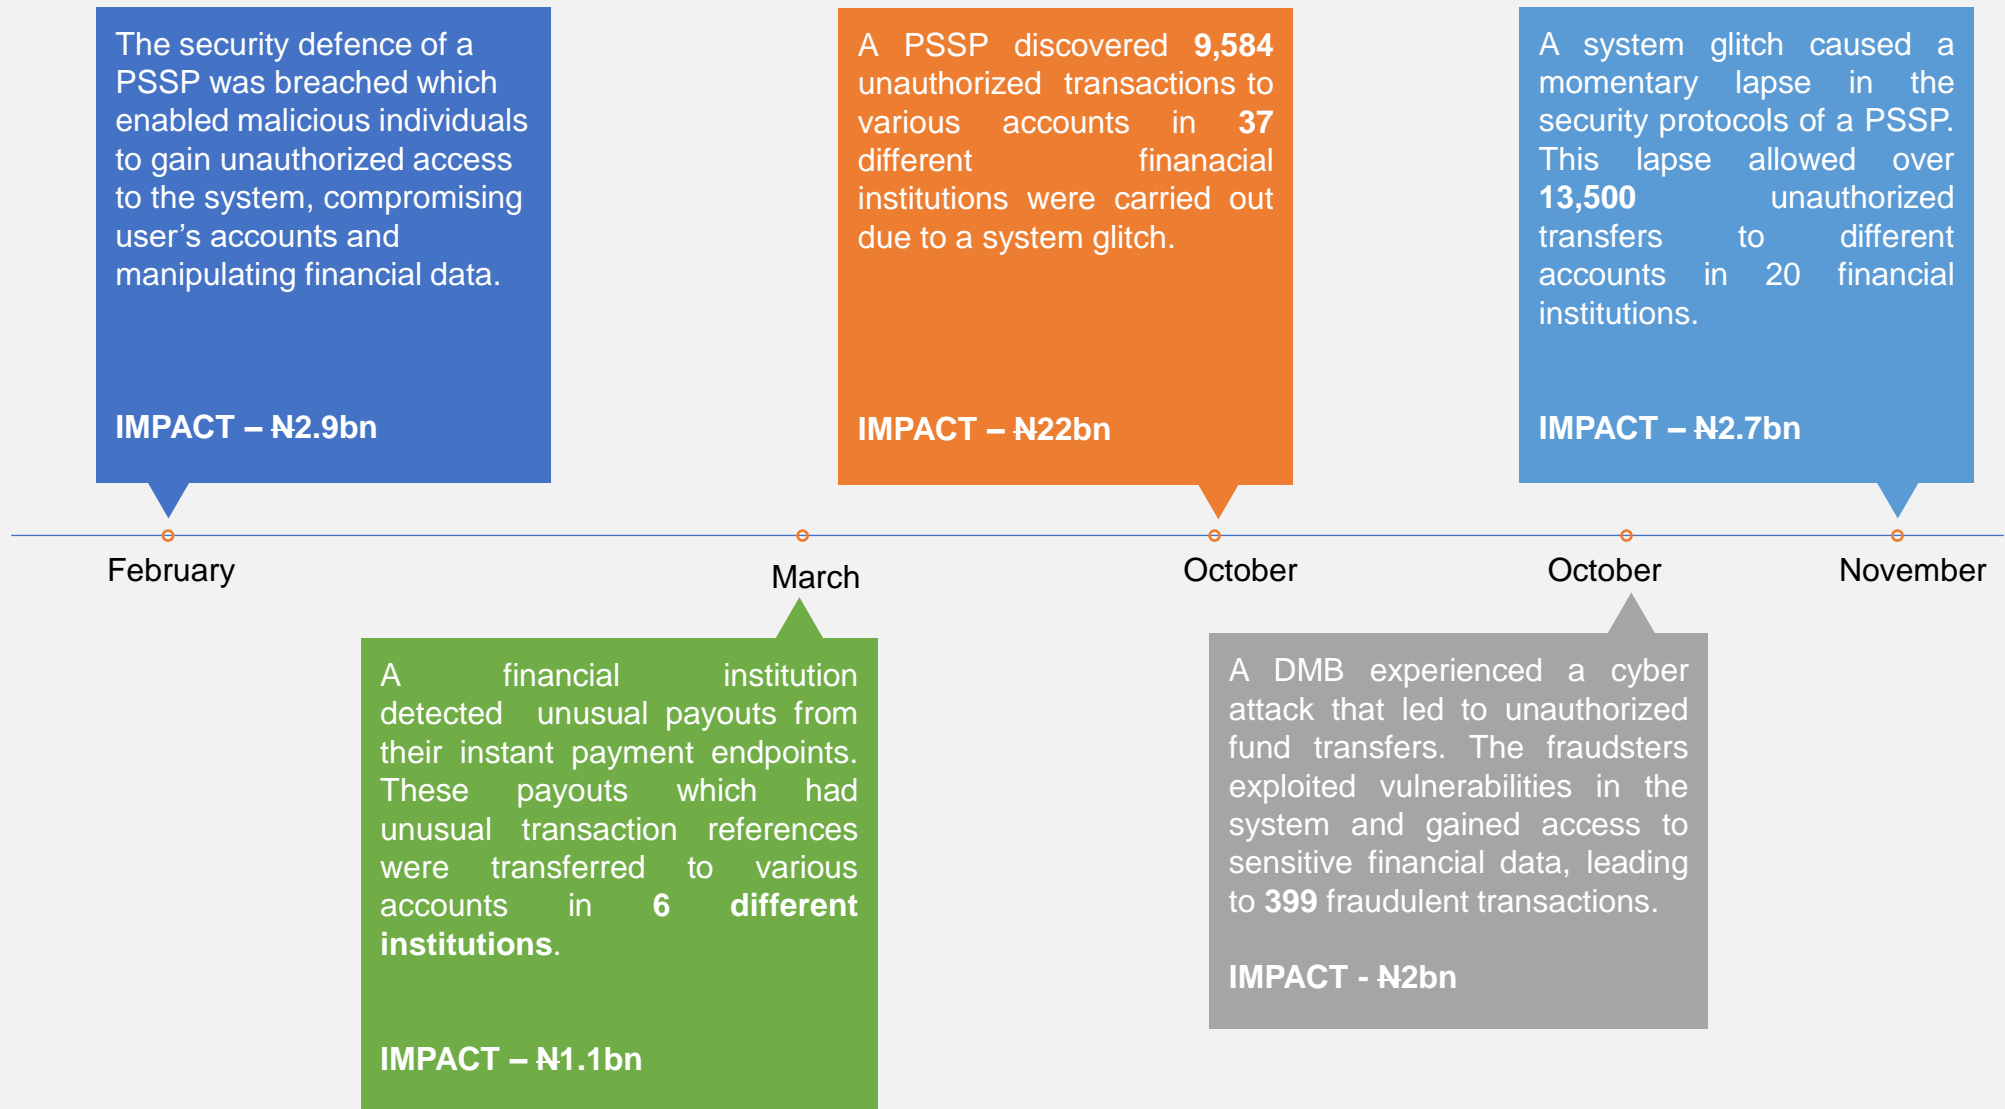 The security defence of a
PSSP was breached which
enabled malicious individuals
to gain unauthorized access
to the system, compromising
user’s accounts and
manipulating financial data.
IMPACT – ₦2.9bn
A PSSP discovered 9,584
unauthorized transactions to
various accounts in 37
different finanacial
institutions were carried out
due to a system glitch.
IMPACT – ₦22bn
A system glitch caused a
momentary lapse in the
security protocols of a PSSP.
This lapse allowed over
13,500 unauthorized
transfers to different
accounts in 20 financial
institutions.
IMPACT – ₦2.7bn
February
March
October
October
November
A financial institution
detected unusual payouts from
their instant payment endpoints.
These payouts which had
unusual transaction references
were transferred to various
accounts in 6 different
institutions.
IMPACT – ₦1.1bn
A DMB experienced a cyber
attack that led to unauthorized
fund transfers. The fraudsters
exploited vulnerabilities in the
system and gained access to
sensitive financial data, leading
to 399 fraudulent transactions.
IMPACT - ₦2bn